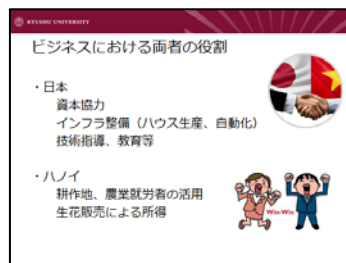 KYUSHU UNIVERSITY
ビジネスにおける両者の役割
・日本
資本協力
インフラ整備（ハウス生産、自動化）
技術指導、教育等
・ハノイ
耕作地、農業就労者の活用
生花販売による所得
Win-Win